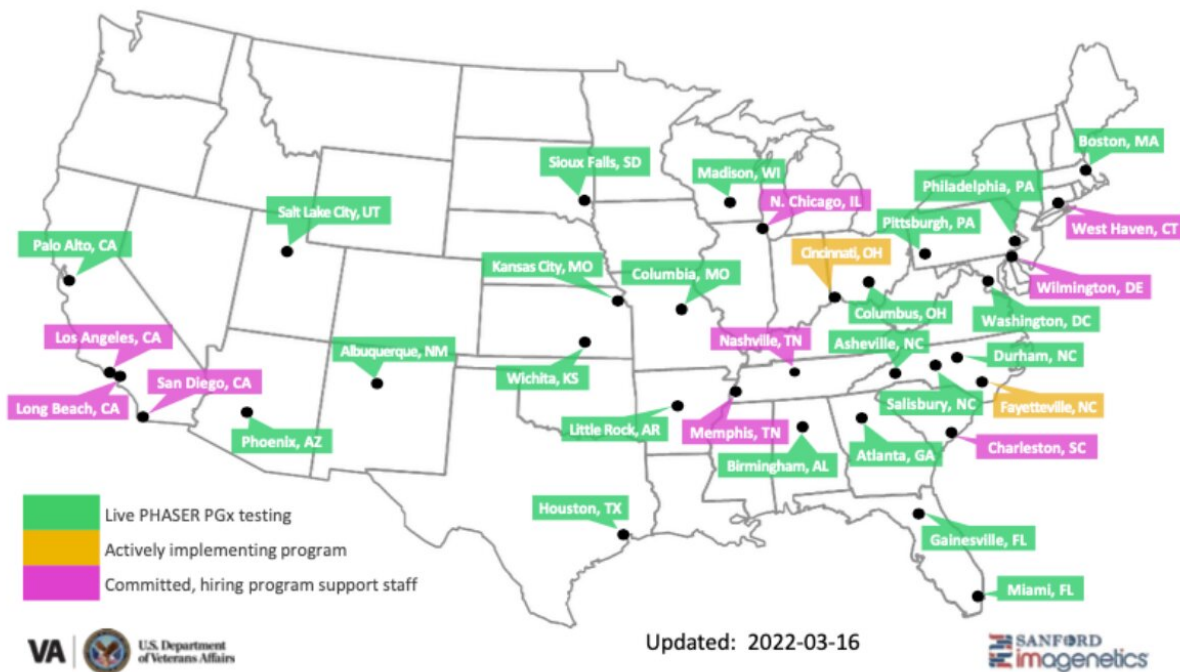 Boston, MA
Sioux Falls, SD
Madison, WI
Philadelphia, PA
N. Chicago, IL
Salt Lake City, UT
Pittsburgh, PA
West Haven, CT
Palo Alto, CA
Cincinnati, OH
Kansas City, MO
Columbia, MO
Wilmington, DE
Columbus, OH
Washington, DC
Los Angeles, CA
Nashville, TN
Asheville, NC
Albuquerque, NM
Durham, NC
San Diego, CA
Wichita, KS
Long Beach, CA
Salisbury, NC
Fayetteville, NC
Little Rock, AR
Memphis, TN
Phoenix, AZ
Charleston, SC
Atlanta, GA
Birmingham, AL
Houston, TX
Live PHASER PGx testing
Gainesville, FL
Actively implementing program
Committed, hiring program support staff
Miami, FL
VA
U.S. Department
of Veterans Affairs
Updated: 2022-03-16
SANFORD
imagenetics